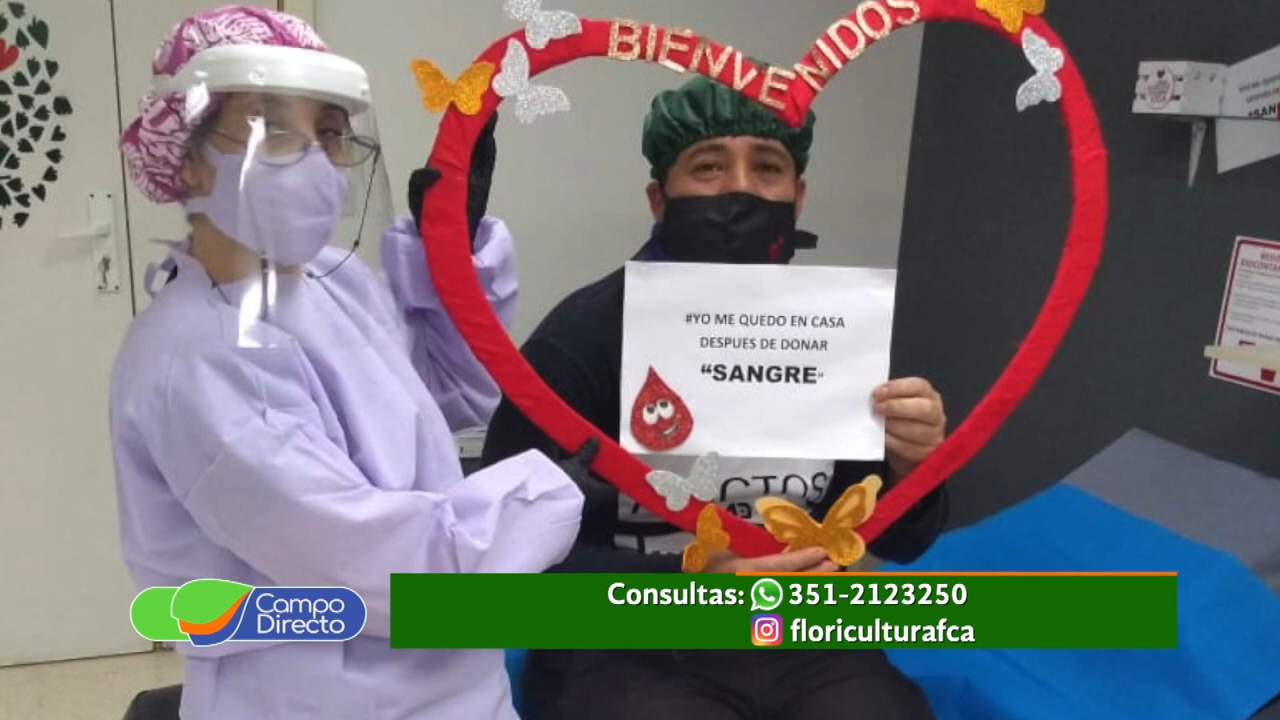 BIENVENIDOS
#YO ME QUEDO EN CASA
DESPUES DE DONAR
“SANGRE”
Campo
Directo
Consultas: 351-2123250
floriculturafca